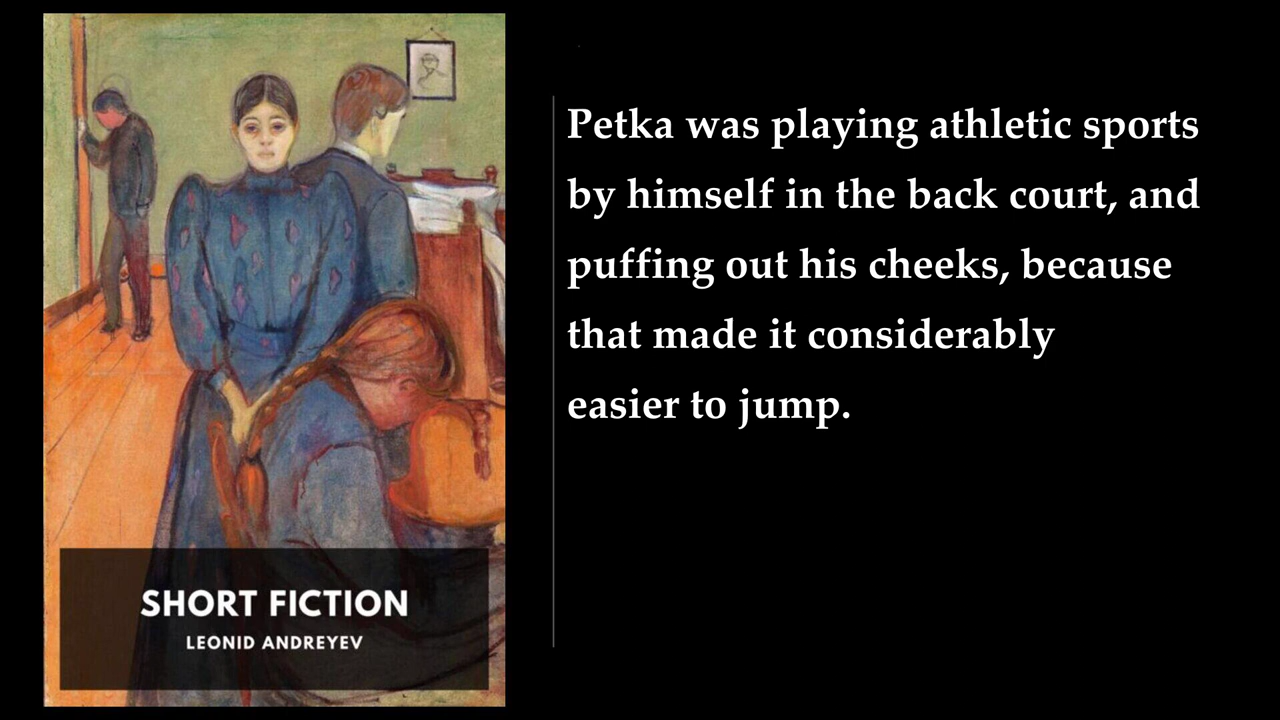 SHORT FICTION
LEONID ANDREYEV
Petka was playing athletic sports
by himself in the back court, and
puffing out his cheeks, because
that made it considerably
easier to jump.